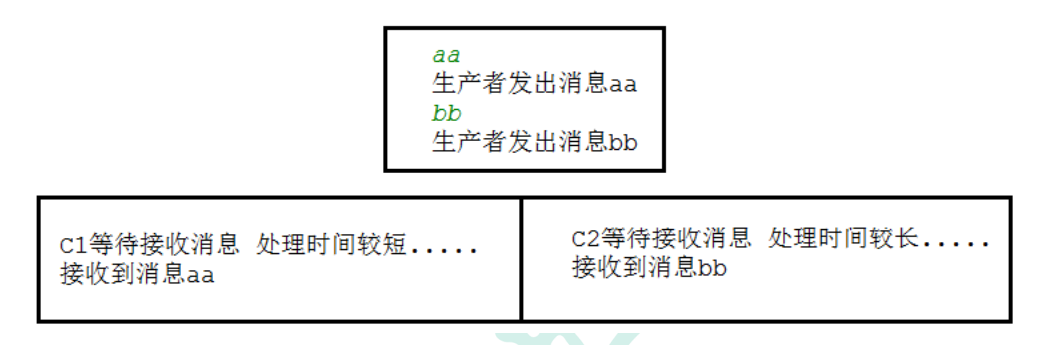 aa
生产者发出消息aa
bb
生产者发出消息bb
C1等待接收消息 处理时间较短.....
接收到消息aa
C2等待接收消息 处理时间较长.....
接收到消息bb